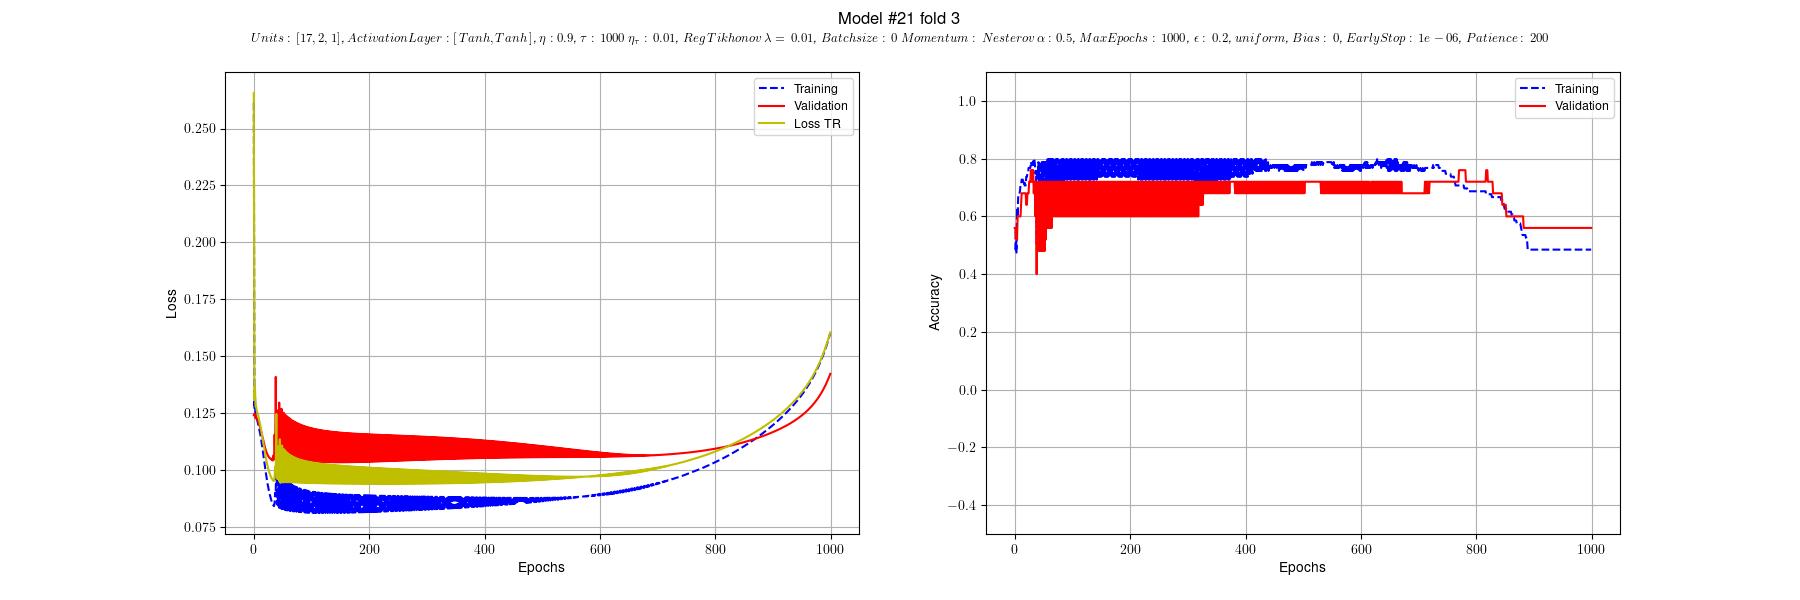 Model #21 fold 3
Units : [17, 2, 1], ActivationLayer : [Tanh, Tanh], η : 0.9, τ : 1000 ητ : 0.01, RegTikhonov λ = 0.01, Batchsize : 0 Momentum : Nesterov α : 0.5, MaxEpochs : 1000, ϵ : 0.2, uniform, Bias : 0, EarlyStop : 1e − 06, Patience : 200
Training
Validation
Loss TR
0.250
0.225
0.200
0.175
0.150
0.125
0.100
0.075
Loss
0 200 400 600 800 1000
Epochs
Training
Validation
1.0
0.8
0.6
0.4
0.2
0.0
−0.2
−0.4
Accuracy
0 200 400 600 800 1000
Epochs